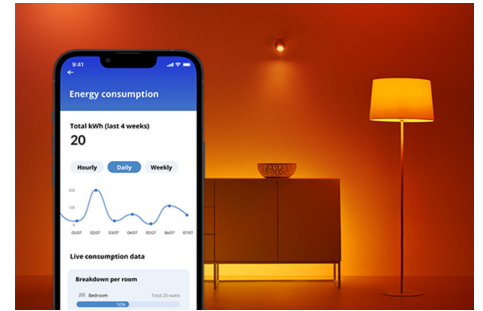 9:41
Energy consumption
Total kWh (last 4 weeks)
20
Hourly Daily Weekly
200
100
0
01/07 02/07 03/07 04/07 05/07 06/07 07/07
Live consumption data
Breakdown per room
Bedroom Total 20 watts
50%